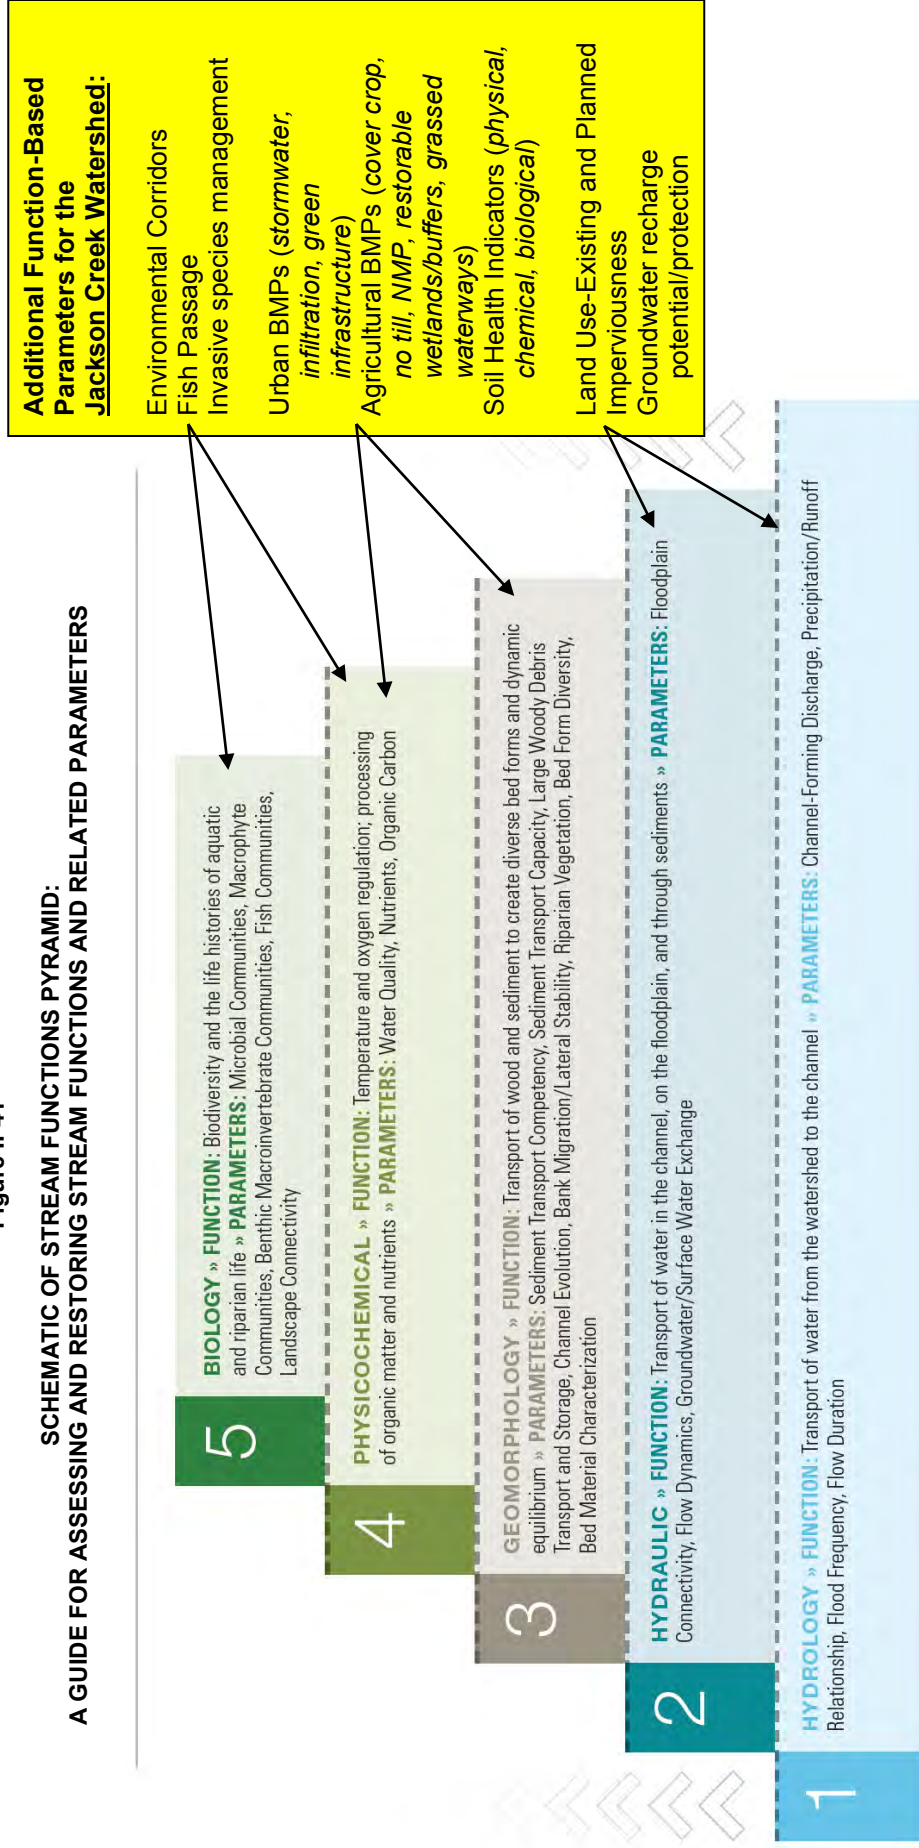 SCHEMATIC OF STREAM FUNCTIONS PYRAMID:
A GUIDE FOR ASSESSING AND RESTORING STREAM FUNCTIONS AND RELATED PARAMETERS
Additional Function-Based
Parameters for the
Jackson Creek Watershed:
Environmental Corridors
Fish Passage
Invasive species management
Urban BMPs (stormwater,
infiltration, green
infrastructure)
Agricultural BMPs (cover crop,
no till, NMP, restorable
wetlands/buffers, grassed
waterways)
Soil Health Indicators (physical,
chemical, biological)
Land Use-Existing and Planned
Imperviousness
Groundwater recharge
potential/protection
5
BIOLOGY » FUNCTION: Biodiversity and the life histories of aquatic
and riparian life » PARAMETERS: Microbial Communities, Macrophyte
Communities, Benthic Macroinvertebrate Communities, Fish Communities,
Landscape Connectivity
4
PHYSICOCHEMICAL » FUNCTION: Temperature and oxygen regulation; processing
of organic matter and nutrients » PARAMETERS: Water Quality, Nutrients, Organic Carbon
3
GEOMORPHOLOGY » FUNCTION: Transport of wood and sediment to create diverse bed forms and dynamic
equilibrium » PARAMETERS: Sediment Transport Competency, Sediment Transport Capacity, Large Woody Debris
Transport and Storage, Channel Evolution, Bank Migration/Lateral Stability, Riparian Vegetation, Bed Form Diversity,
Bed Material Characterization
2
HYDRAULIC » FUNCTION: Transport of water in the channel, on the floodplain, and through sediments » PARAMETERS: Floodplain
Connectivity, Flow Dynamics, Groundwater/Surface Water Exchange
1
HYDROLOGY » FUNCTION: Transport of water from the watershed to the channel » PARAMETERS: Channel-Forming Discharge, Precipitation/Runoff
Relationship, Flood Frequency, Flow Duration